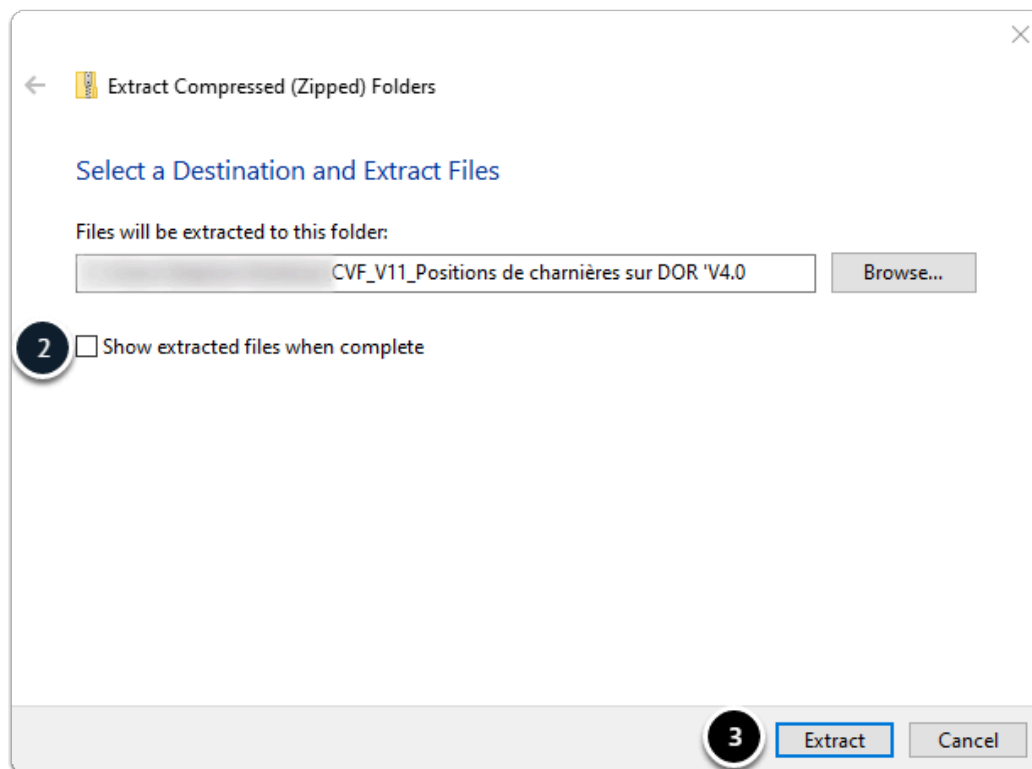 Extract Compressed (Zipped) Folders
Select a Destination and Extract Files
Files will be extracted to this folder:
CVF_V11_Positions de charnières sur DOR 'V4.0
Browse...
2
Show extracted files when complete
3
Extract
Cancel